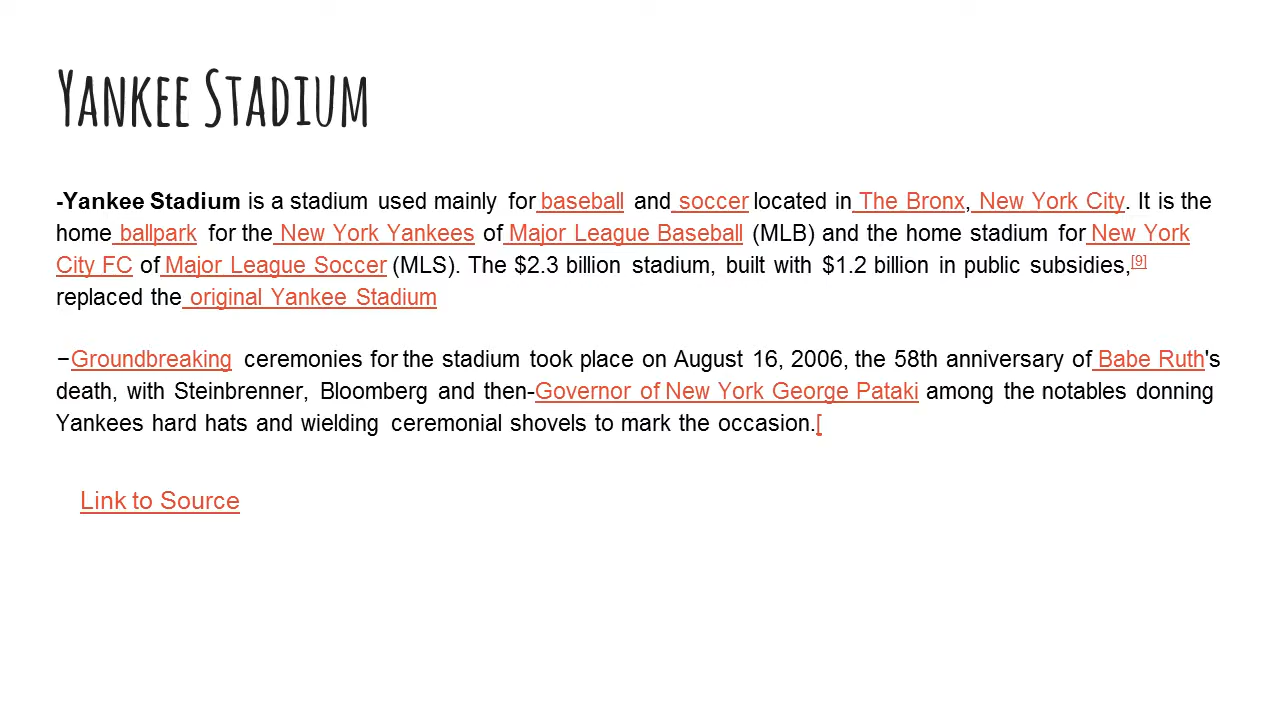 Yankee Stadium
-Yankee Stadium is a stadium used mainly for baseball and soccer located in The Bronx, New York City. It is the
home ballpark for the New York Yankees of Major League Baseball (MLB) and the home stadium for New York
City FC of Major League Soccer (MLS). The $2.3 billion stadium, built with $1.2 billion in public subsidies,[9]
replaced the original Yankee Stadium
–Groundbreaking ceremonies for the stadium took place on August 16, 2006, the 58th anniversary of Babe Ruth's
death, with Steinbrenner, Bloomberg and then-Governor of New York George Pataki among the notables donning
Yankees hard hats and wielding ceremonial shovels to mark the occasion.[
Link to Source